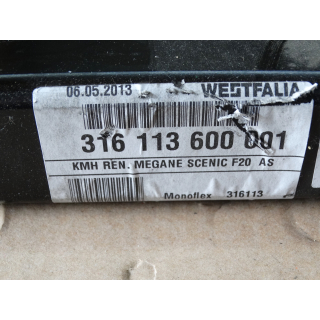 06.05.2013 WESTFALIA
316 113 600 001
KMH REN. MEGANE SCENIC F20 AS
Monoflex 316113